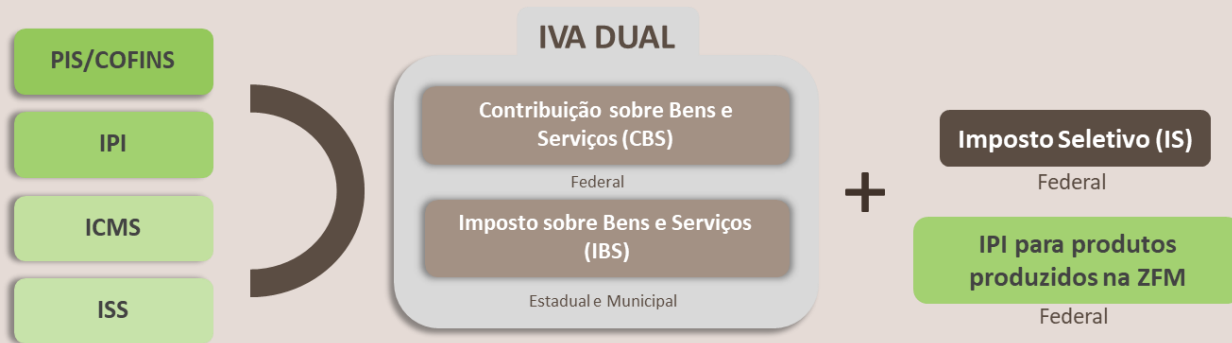 PIS/COFINS
IPI
ICMS
ISS
IVA DUAL
Contribuição sobre Bens e
Serviços (CBS)
Federal
Imposto sobre Bens e Serviços
(IBS)
Estadual e Municipal
+
Imposto Seletivo (IS)
Federal
IPI para produtos
produzidos na ZFM
Federal